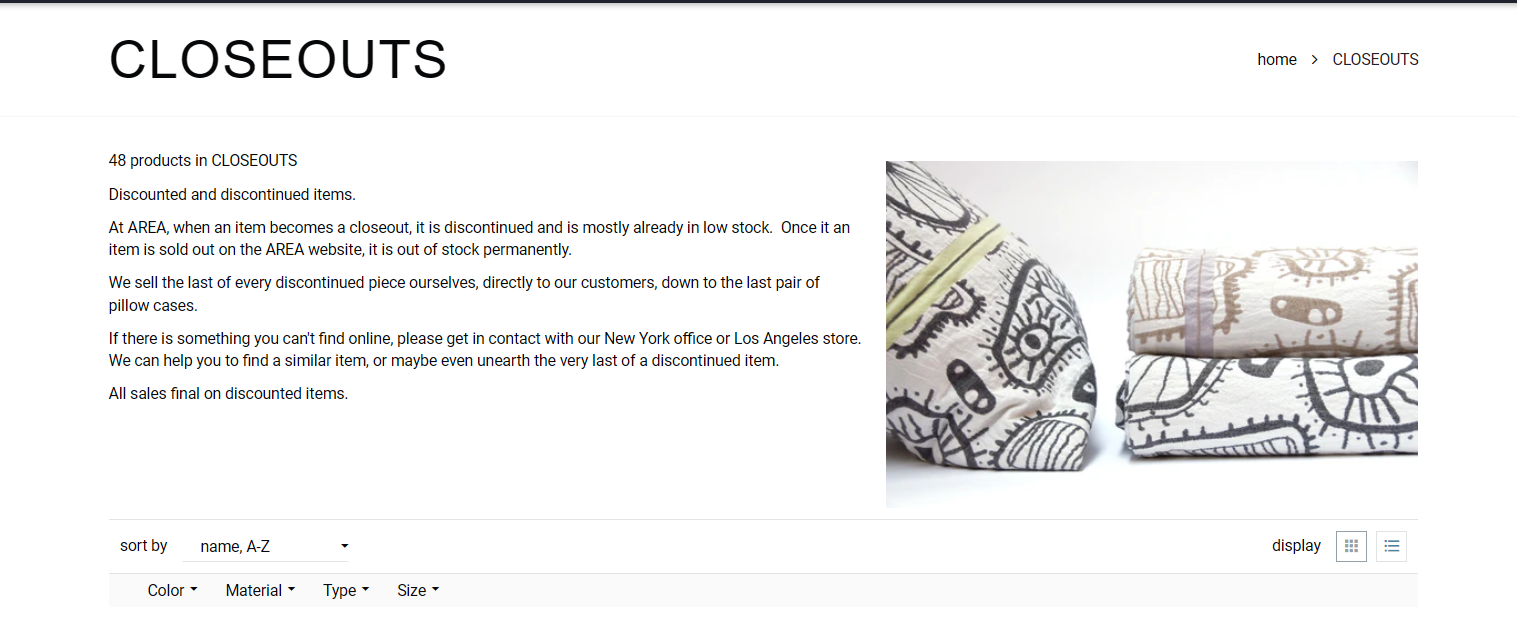 CLOSEOUTS
home > CLOSEOUTS
48 products in CLOSEOUTS
Discounted and discontinued items.
At AREA, when an item becomes a closeout, it is discontinued and is mostly already in low stock.  Once it an
item is sold out on the AREA website, it is out of stock permanently.
We sell the last of every discontinued piece ourselves, directly to our customers, down to the last pair of
pillow cases.
If there is something you can't find online, please get in contact with our New York office or Los Angeles store.
We can help you to find a similar item, or maybe even unearth the very last of a discontinued item.
All sales final on discounted items.
sort by name, A-Z display
Color Material Type Size